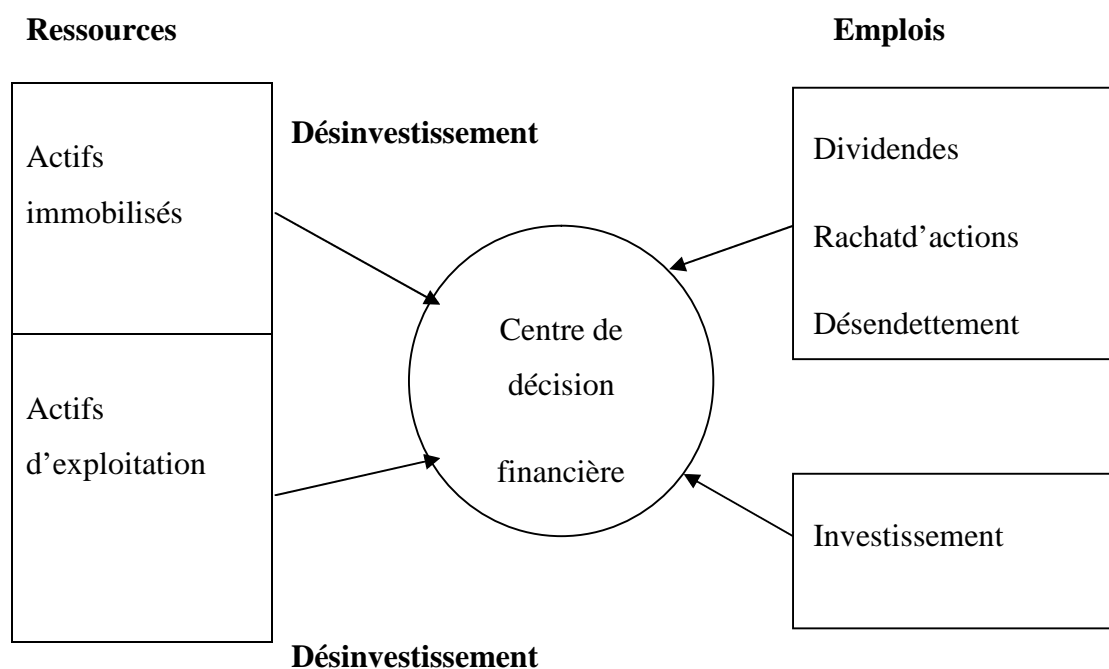 Ressources
Emplois
Désinvestissement
Actifs
immobilisés
Actifs
d’exploitation
Désinvestissement
Centre de
décision
financière
Dividendes
Rachatd’actions
Désendettement
Investissement